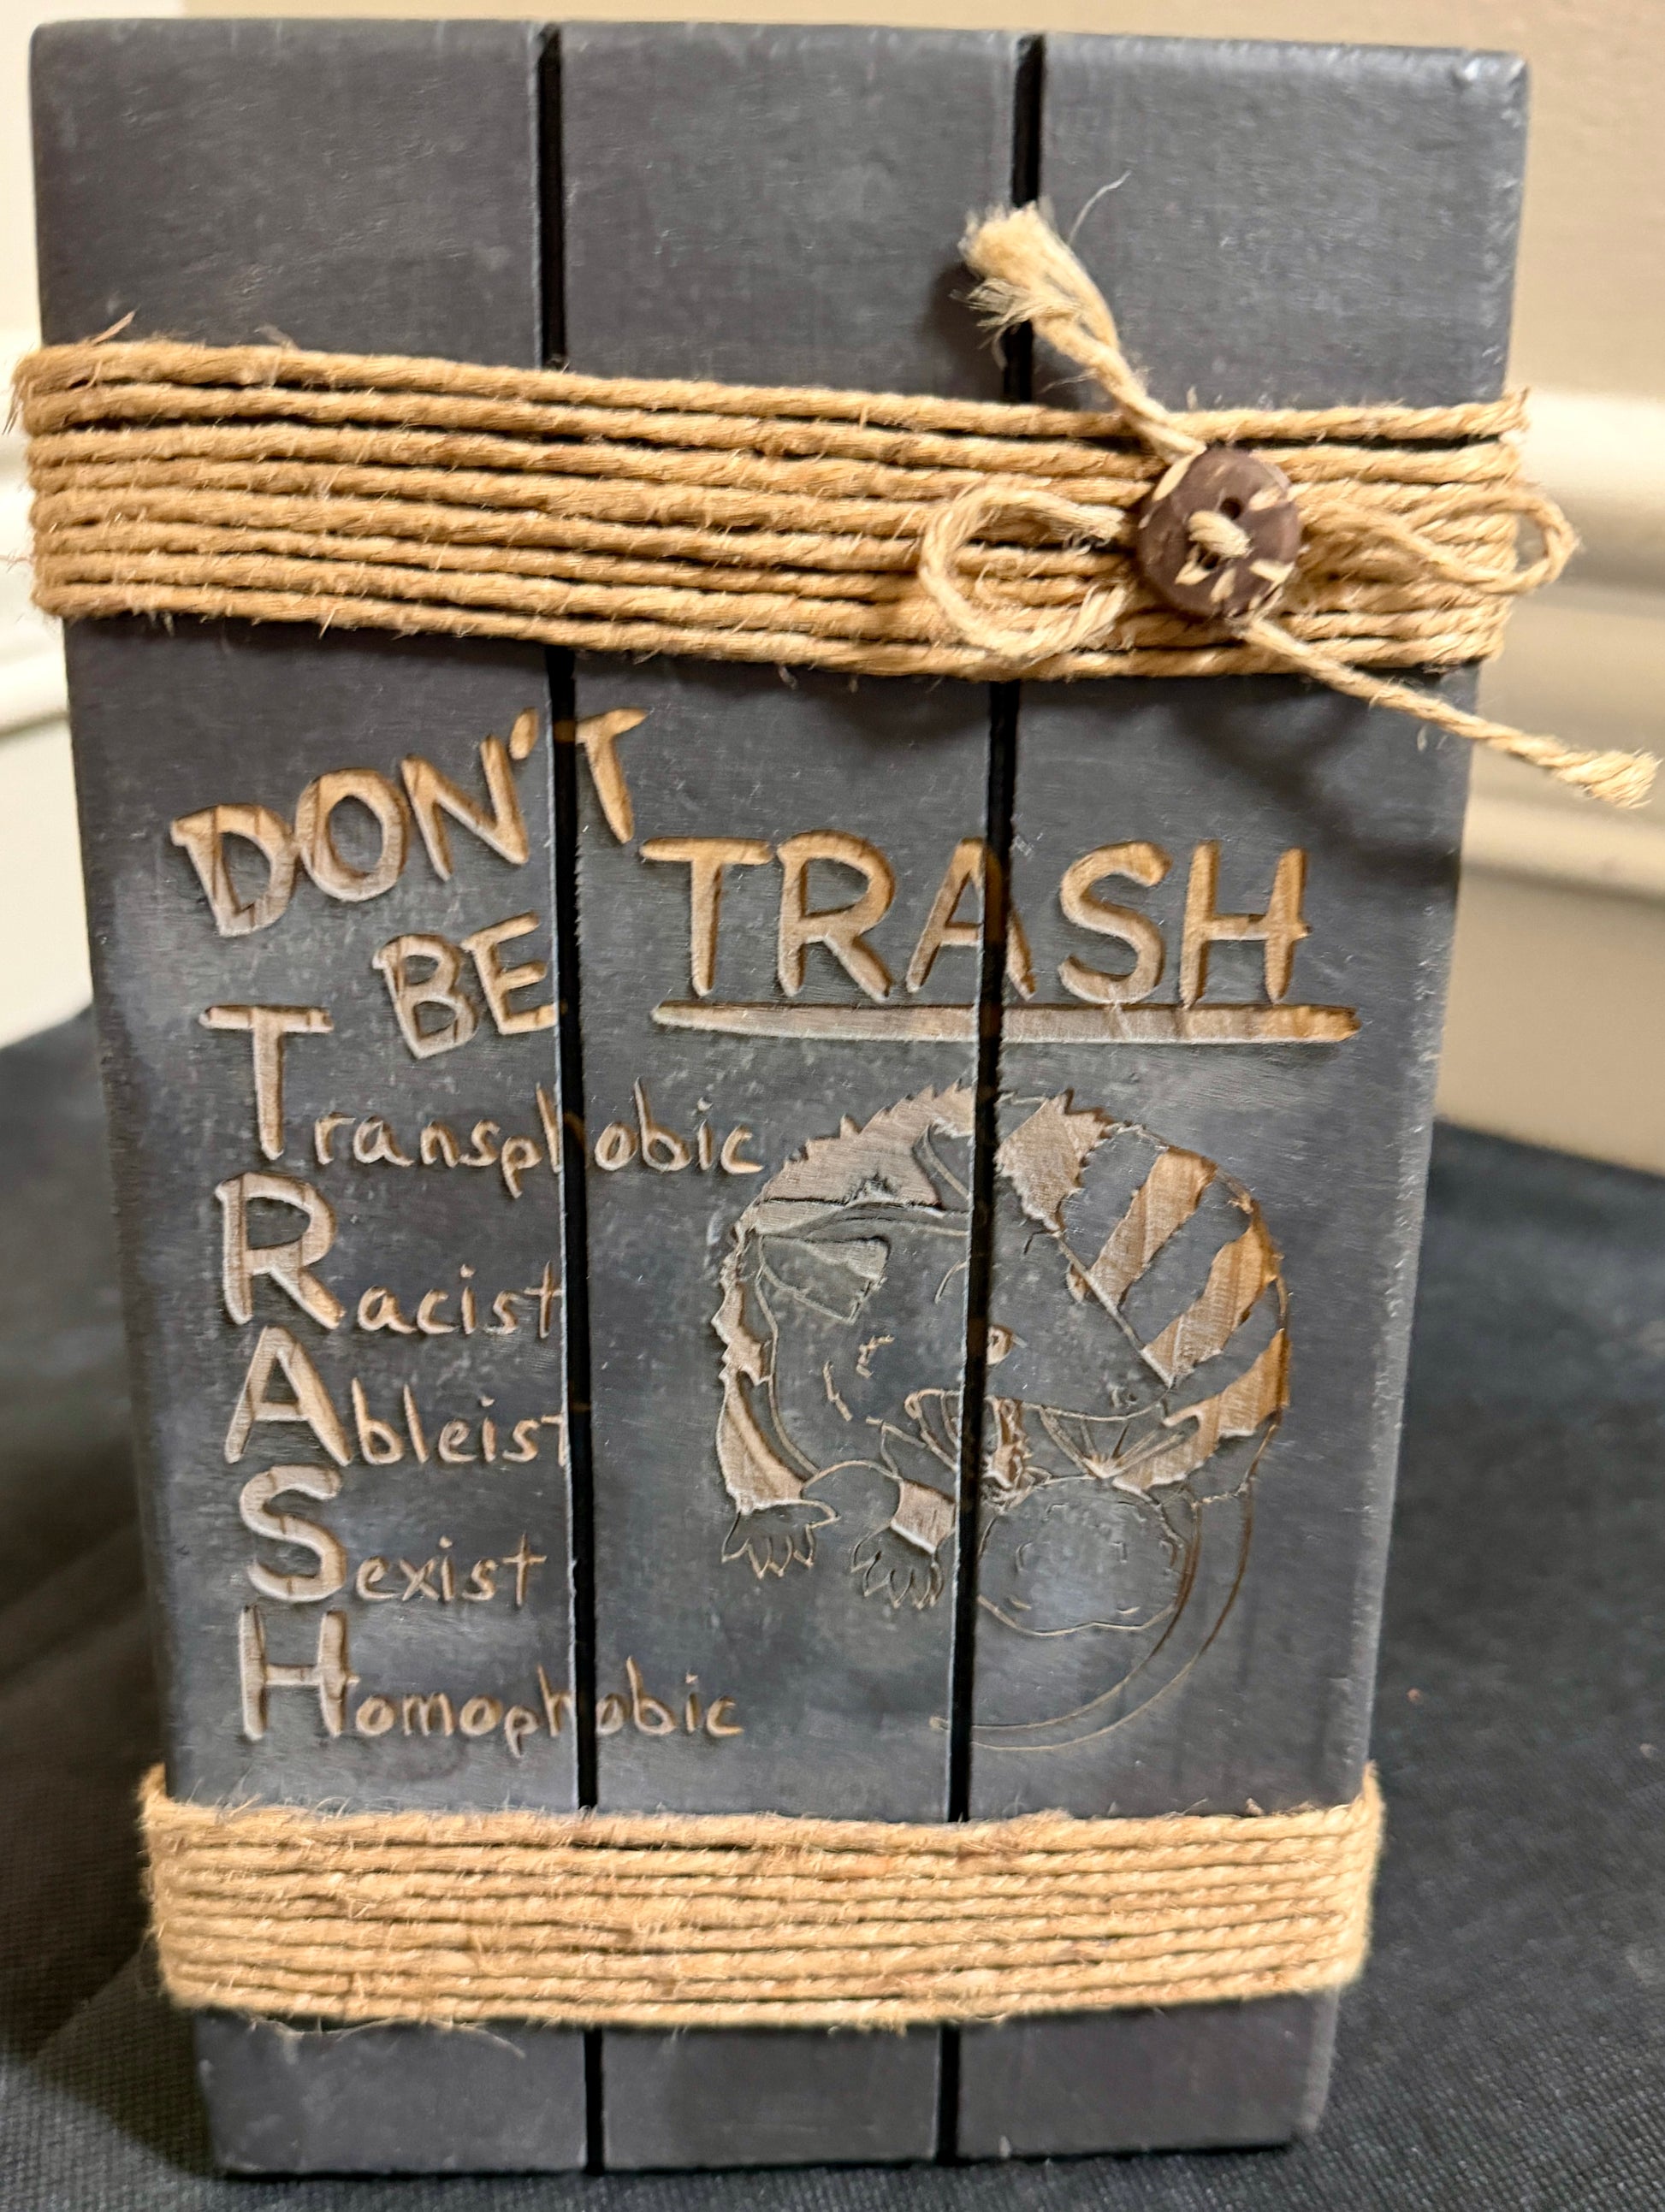 DON'T
BE TRASH
Transphobic
Racist
Ableist
Sexist
Homophobic